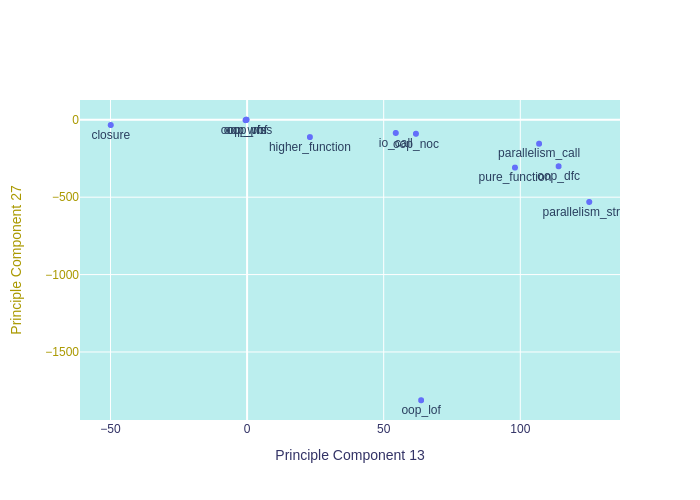 0
−500
−1000
−1500
−50
0
50
100
Principle Component 13
Principle Component 27
closure
higher_function
io_call
oop_noc
parallelism_call
pure_function
oop_dfc
parallelism_str
oop_lof